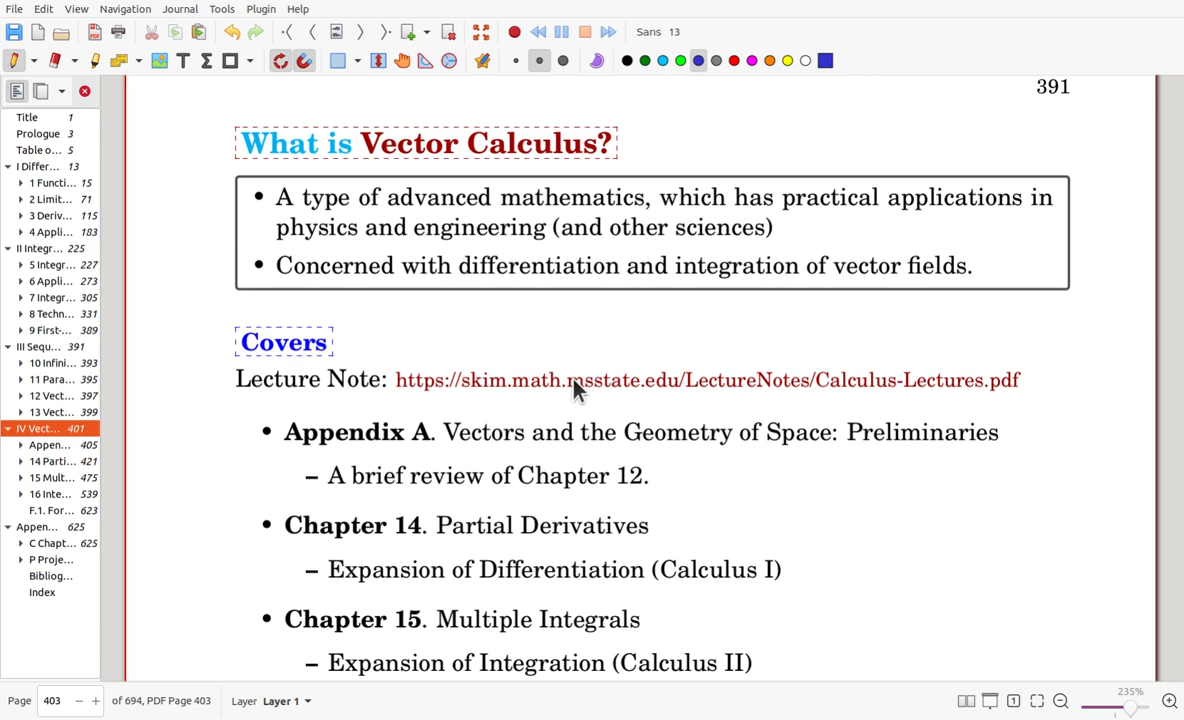 File Edit View Navigation Journal Tools Plugin Help
Sans 13
Title 1
Prologue 3
Table o... 5
I Differ... 13
1 Functi... 15
2 Limit... 71
3 Deriv... 115
4 Appli... 183
II Integr... 225
5 Integr... 227
6 Appli... 273
7 Integr... 305
8 Techn... 331
9 First-... 389
III Sequ... 391
10 Infini... 393
11 Para... 395
12 Vect... 397
13 Vect... 399
IV Vect... 401
Appen... 405
14 Parti... 421
15 Mult... 475
16 Inte... 539
F.1. For... 623
Appen... 625
C Chapt... 625
P Proje...
Bibliog...
Index
391
What is Vector Calculus?
• A type of advanced mathematics, which has practical applications in
physics and engineering (and other sciences)
• Concerned with differentiation and integration of vector fields.
Covers
Lecture Note: https://skim.math.msstate.edu/LectureNotes/Calculus-Lectures.pdf
• Appendix A. Vectors and the Geometry of Space: Preliminaries
– A brief review of Chapter 12.
• Chapter 14. Partial Derivatives
– Expansion of Differentiation (Calculus I)
• Chapter 15. Multiple Integrals
– Expansion of Integration (Calculus II)
Page 403 − + of 694, PDF Page 403 Layer Layer 1 235%